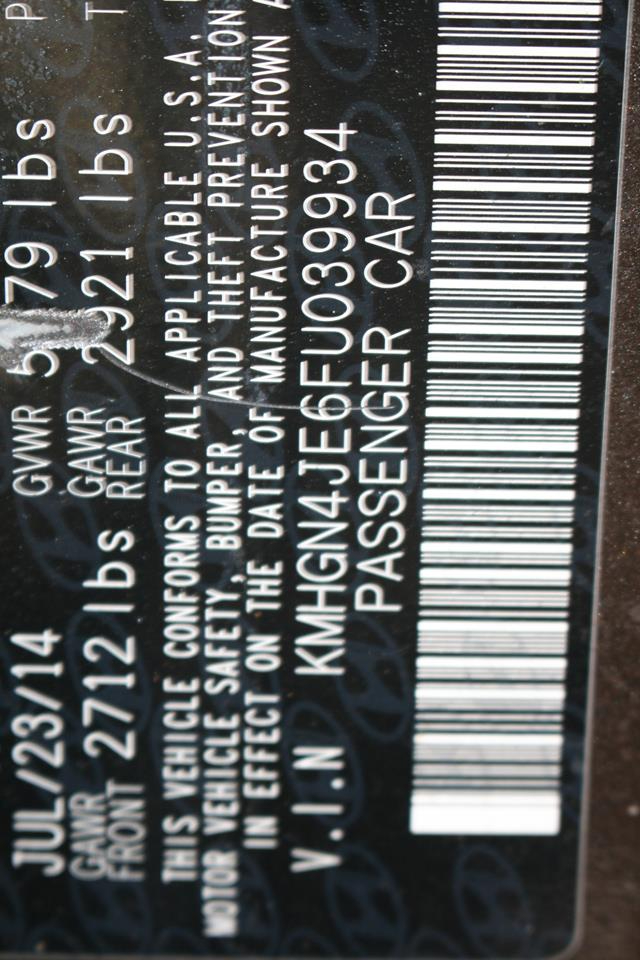 JUL/23/14 GVWR lbs
GAWR GAWR
FRONT 2712 lbs REAR 2921 lbs
THIS VEHICLE CONFORMS TO ALL APPLICABLE U.S.A.
MOTOR VEHICLE SAFETY, BUMPER, AND THEFT PREVENTION
IN EFFECT ON THE DATE OF MANUFACTURE SHOWN
V.I.N KMHGN4JE6FU039934
PASSENGER CAR